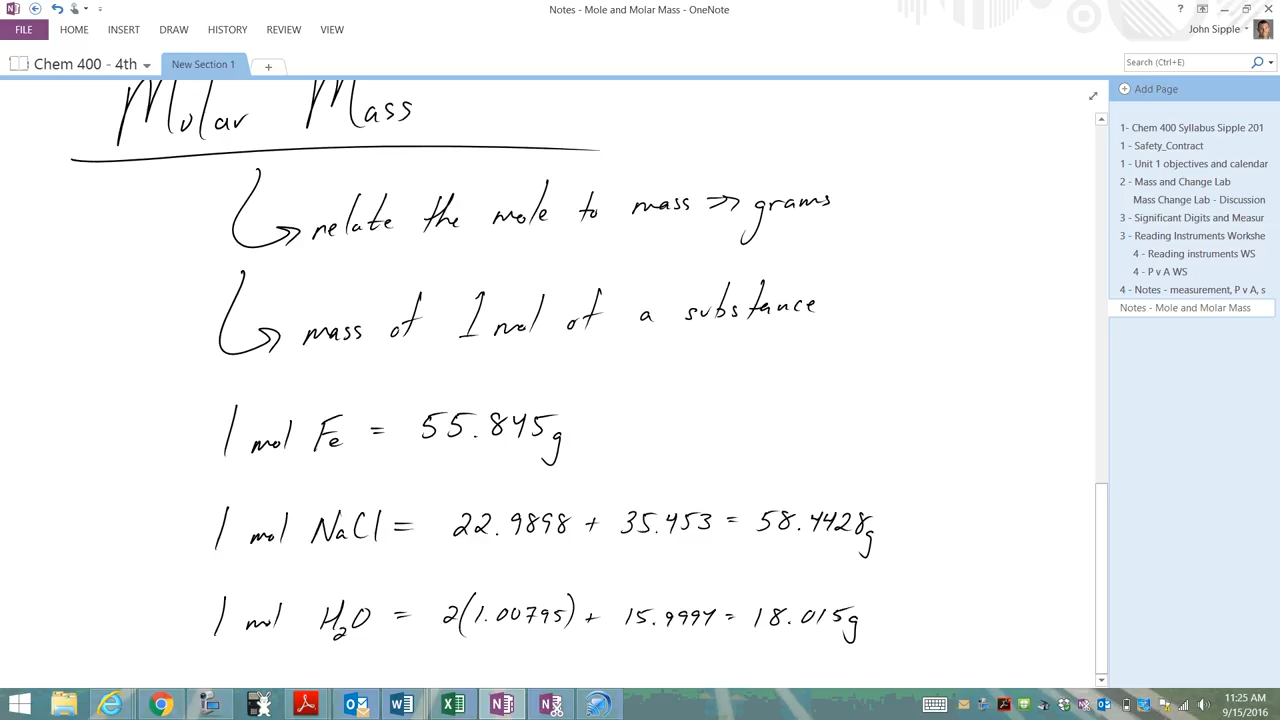 Notes - Mole and Molar Mass - OneNote
?
FILE HOME INSERT DRAW HISTORY REVIEW VIEW
John Sipple
Chem 400 - 4th
New Section 1
+
Search (Ctrl+E)
Molar Mass
relate the mole to mass => grams
mass of 1 mol of a substance
1 mol Fe = 55.845g
1 mol NaCl = 22.9898 + 35.453 = 58.4428g
1 mol H₂O = 2(1.00795) + 15.9994 = 18.015g
Add Page
1- Chem 400 Syllabus Sipple 201
1 - Safety_Contract
1 - Unit 1 objectives and calendar
2 - Mass and Change Lab
Mass Change Lab - Discussion
3 - Significant Digits and Measur
3 - Reading Instruments Workshe
4 - Reading instruments WS
4 - P v A WS
4 - Notes - measurement, P v A, s
Notes - Mole and Molar Mass
11:25 AM
9/15/2016